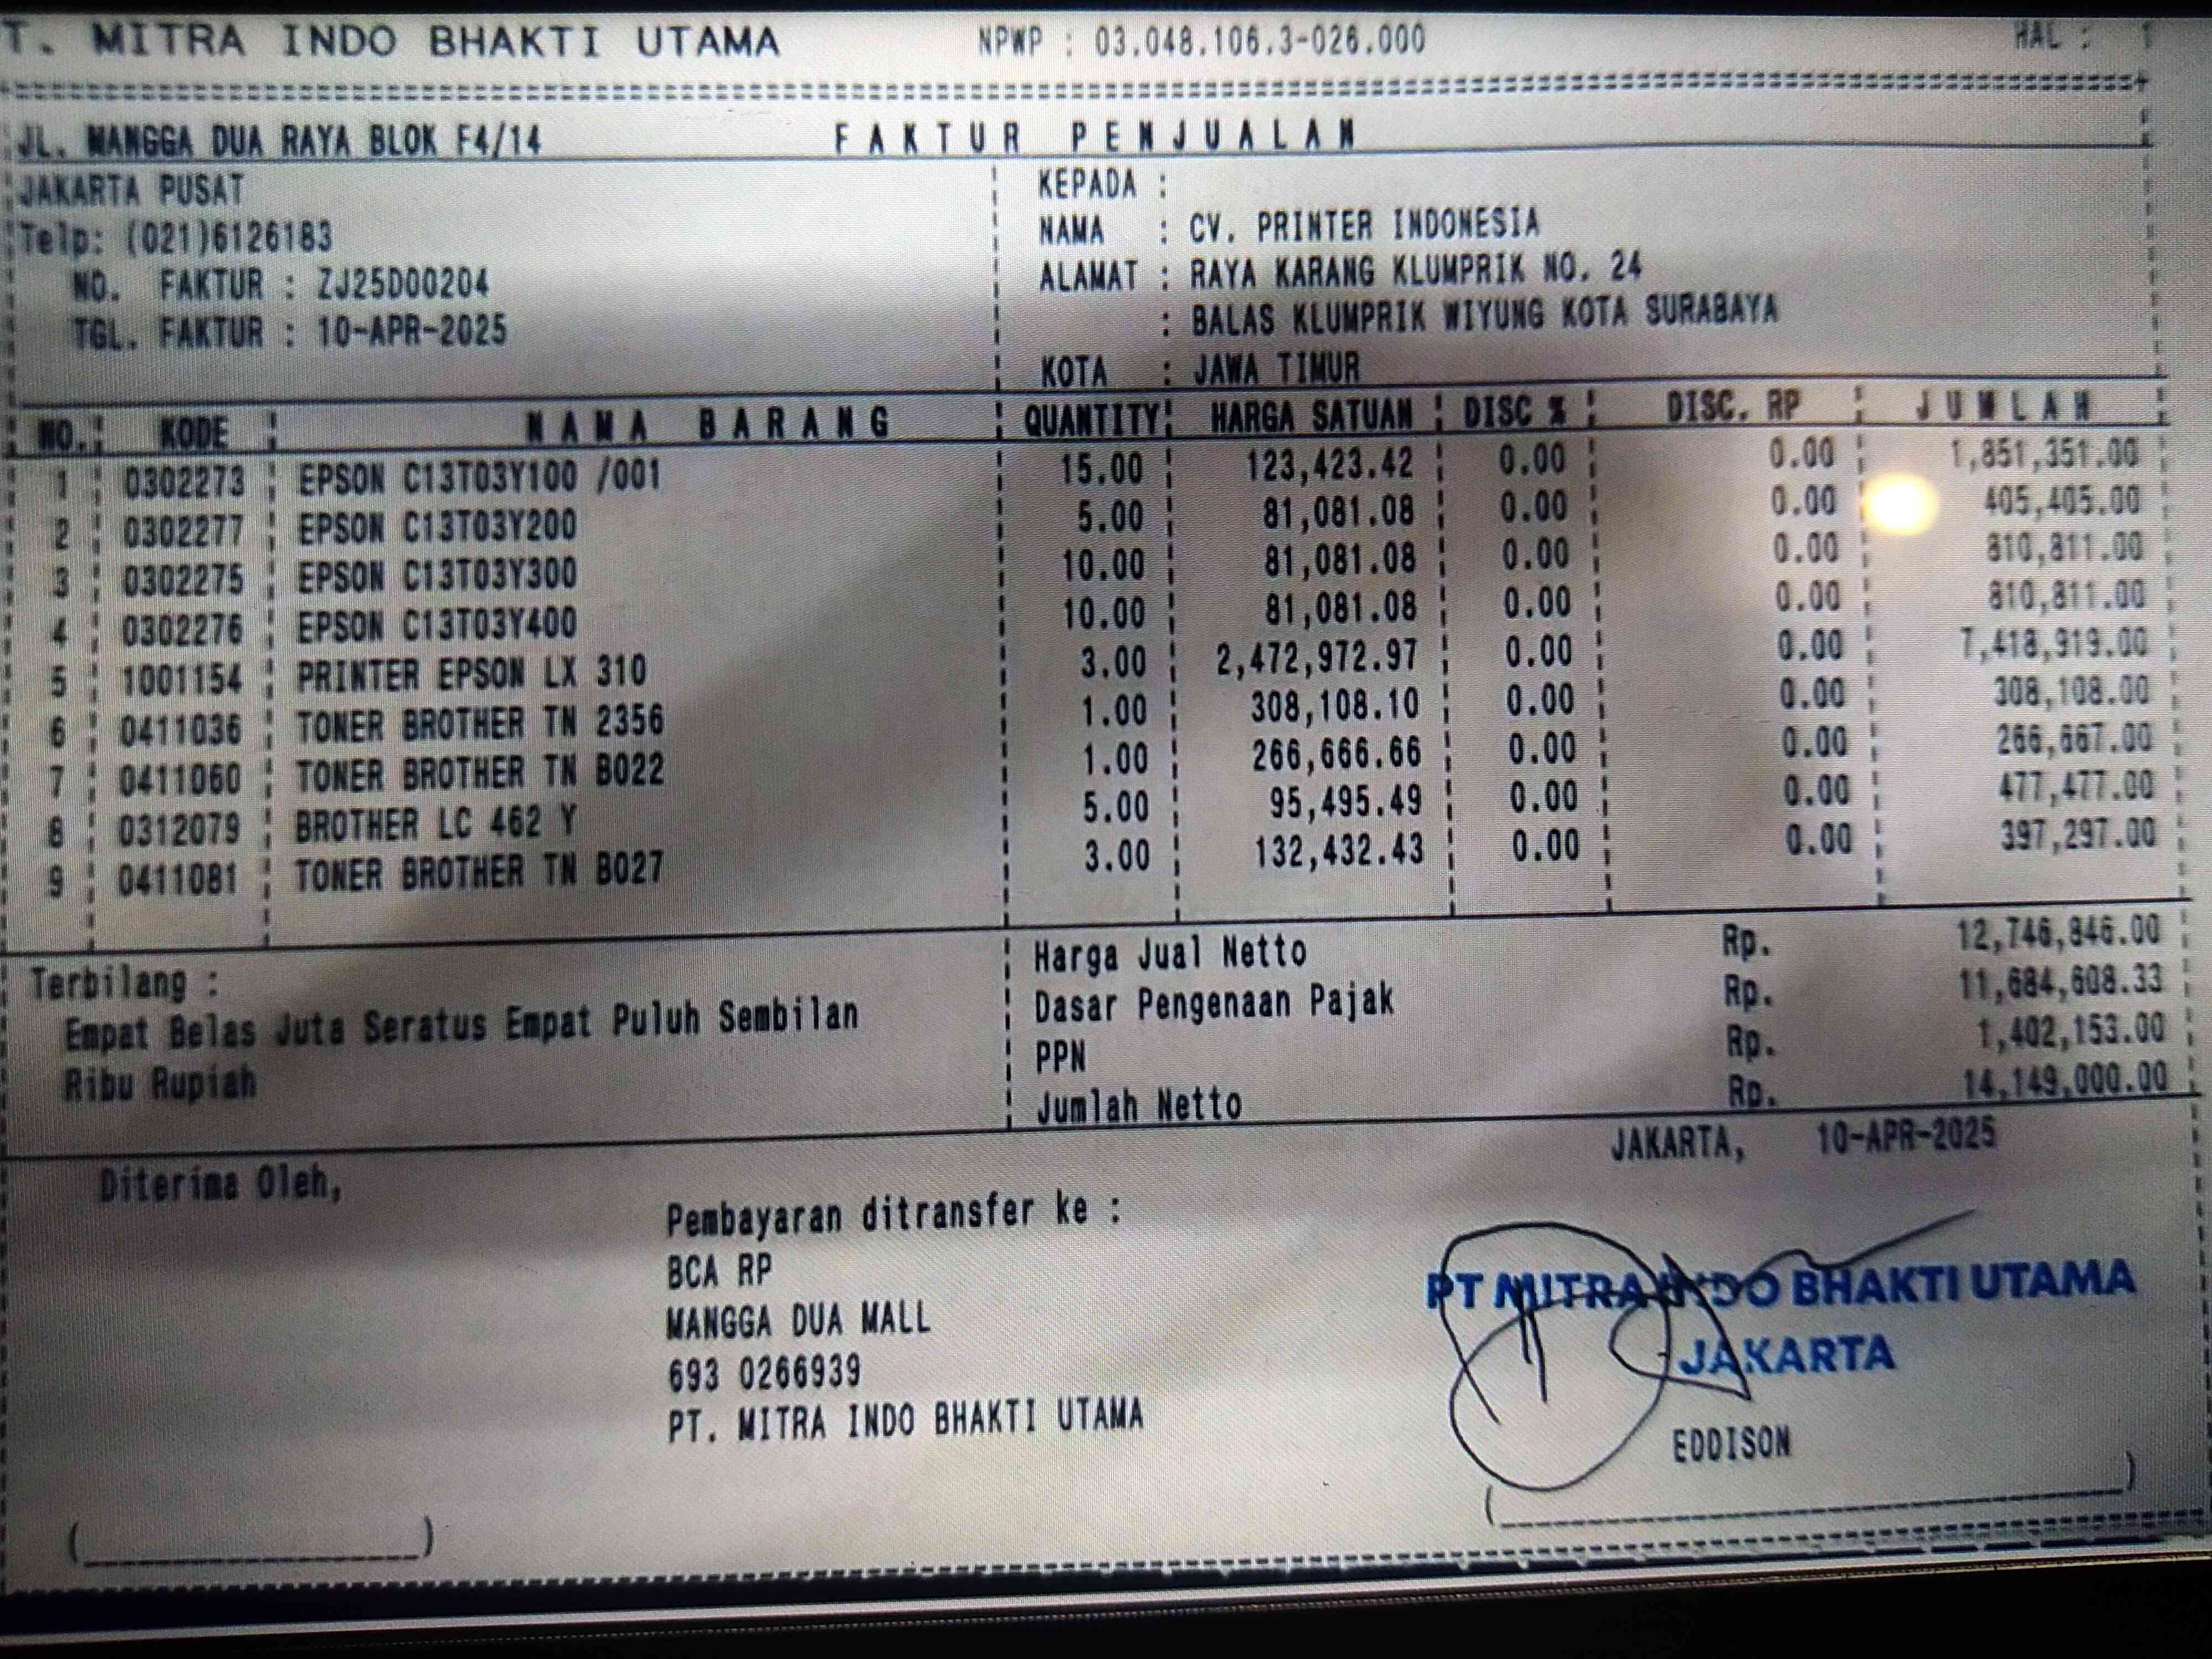 T. MITRA INDO BHAKTI UTAMA NPWP : 03.048.106.3-026.000 HAL : 1
JL. MANGGA DUA RAYA BLOK F4/14 FAKTUR PENJUALAN
JAKARTA PUSAT
Telp: (021)6126183
NO. FAKTUR : ZJ25D00204
TGL. FAKTUR : 10-APR-2025
KEPADA :
NAMA : CV. PRINTER INDONESIA
ALAMAT : RAYA KARANG KLUMPRIK NO. 24
: BALAS KLUMPRIK WIYUNG KOTA SURABAYA
KOTA : JAWA TIMUR
NO. KODE NAMA BARANG QUANTITY HARGA SATUAN DISC % DISC. RP JUMLAH
1 0302273 EPSON C13T03Y100 /001 15.00 123,423.42 0.00 0.00 1,851,351.00
2 0302277 EPSON C13T03Y200 5.00 81,081.08 0.00 0.00 405,405.00
3 0302275 EPSON C13T03Y300 10.00 81,081.08 0.00 0.00 810,811.00
4 0302276 EPSON C13T03Y400 10.00 81,081.08 0.00 0.00 810,811.00
5 1001154 PRINTER EPSON LX 310 3.00 2,472,972.97 0.00 0.00 7,418,919.00
6 0411036 TONER BROTHER TN 2356 1.00 308,108.10 0.00 0.00 308,108.00
7 0411060 TONER BROTHER TN B022 1.00 266,666.66 0.00 0.00 266,667.00
8 0312079 BROTHER LC 462 Y 5.00 95,495.49 0.00 0.00 477,477.00
9 0411081 TONER BROTHER TN B027 3.00 132,432.43 0.00 0.00 397,297.00
Terbilang :
Empat Belas Juta Seratus Empat Puluh Sembilan
Ribu Rupiah
Harga Jual Netto Rp. 12,746,846.00
Dasar Pengenaan Pajak Rp. 11,684,608.33
PPN Rp. 1,402,153.00
Jumlah Netto Rp. 14,149,000.00
JAKARTA, 10-APR-2025
Diterima Oleh,
Pembayaran ditransfer ke :
BCA RP
MANGGA DUA MALL
693 0266939
PT. MITRA INDO BHAKTI UTAMA
PT MITRA INDO BHAKTI UTAMA
JAKARTA
EDDISON